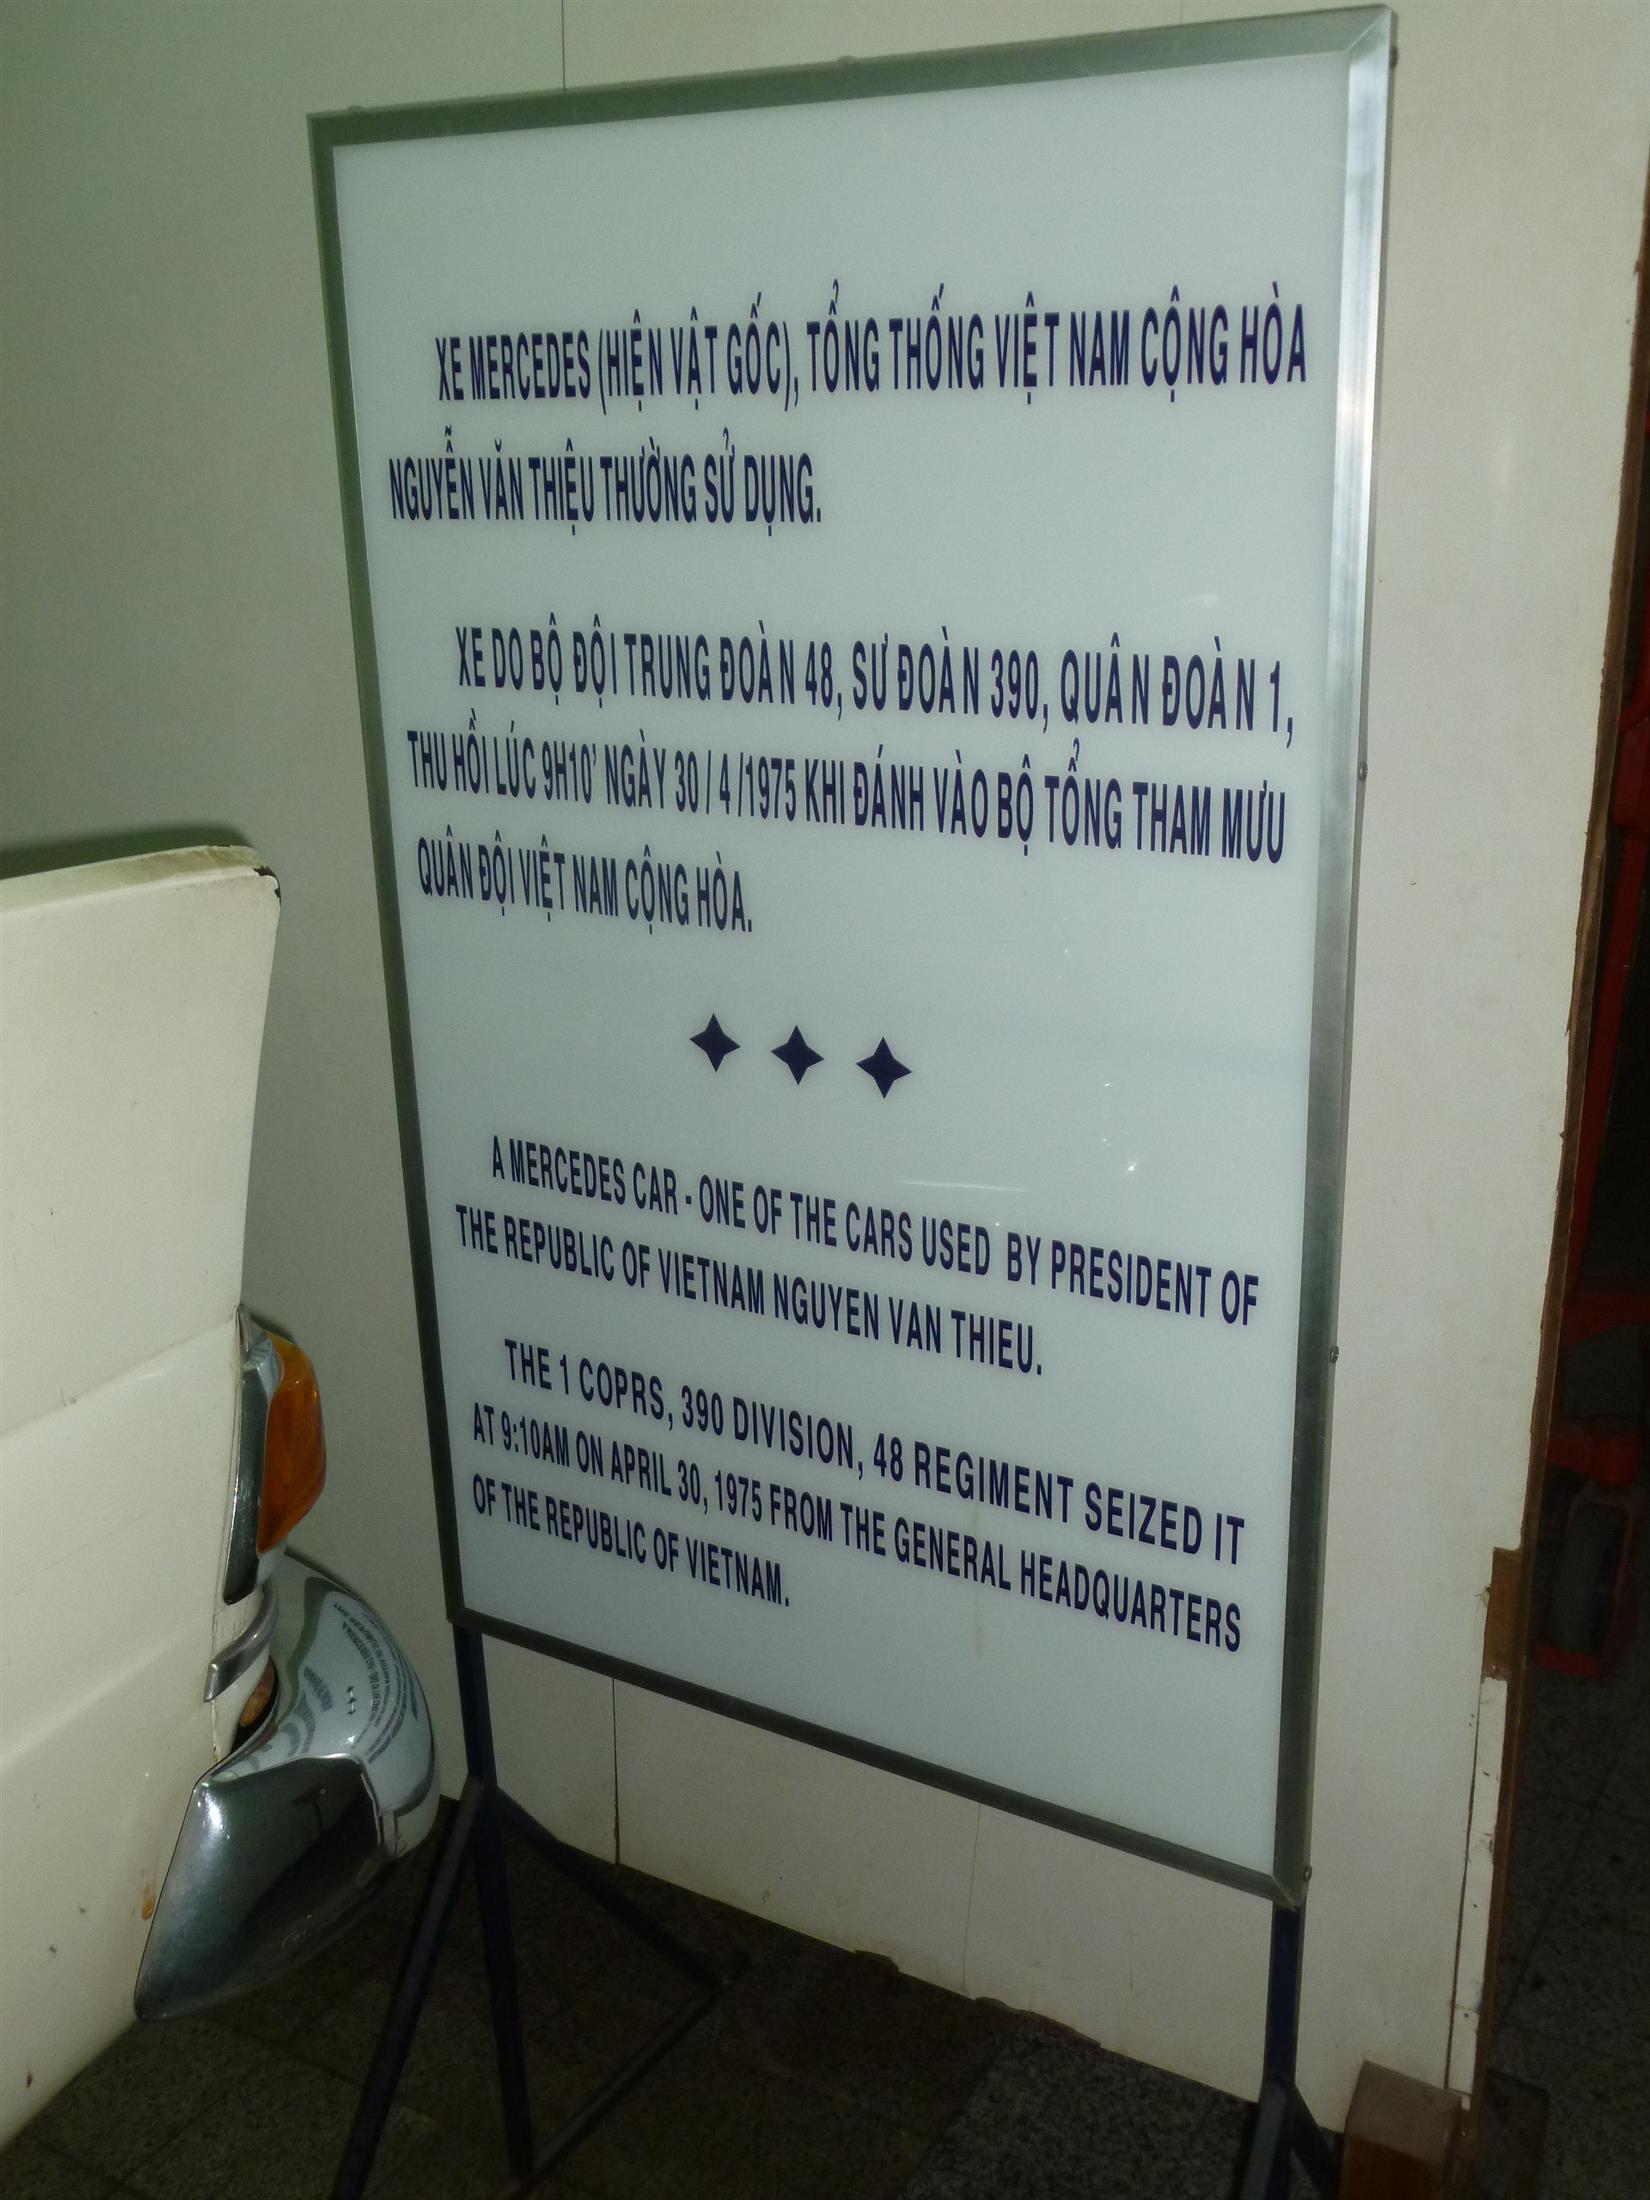 XE MERCEDES (HIỆN VẬT GỐC), TỔNG THỐNG VIỆT NAM CỘNG HÒA
NGUYỄN VĂN THIỆU THƯỜNG SỬ DỤNG.
XE DO BỘ ĐỘI TRUNG ĐOÀN 48, SƯ ĐOÀN 390, QUÂN ĐOÀN 1,
THU HỒI LÚC 9H10' NGÀY 30/4/1975 KHI ĐÁNH VÀO BỘ TỔNG THAM MƯU
QUÂN ĐỘI VIỆT NAM CỘNG HÒA.
A MERCEDES CAR - ONE OF THE CARS USED BY PRESIDENT OF
THE REPUBLIC OF VIETNAM NGUYEN VAN THIEU.
THE 1 COPRS, 390 DIVISION, 48 REGIMENT SEIZED IT
AT 9:10AM ON APRIL 30, 1975 FROM THE GENERAL HEADQUARTERS
OF THE REPUBLIC OF VIETNAM.